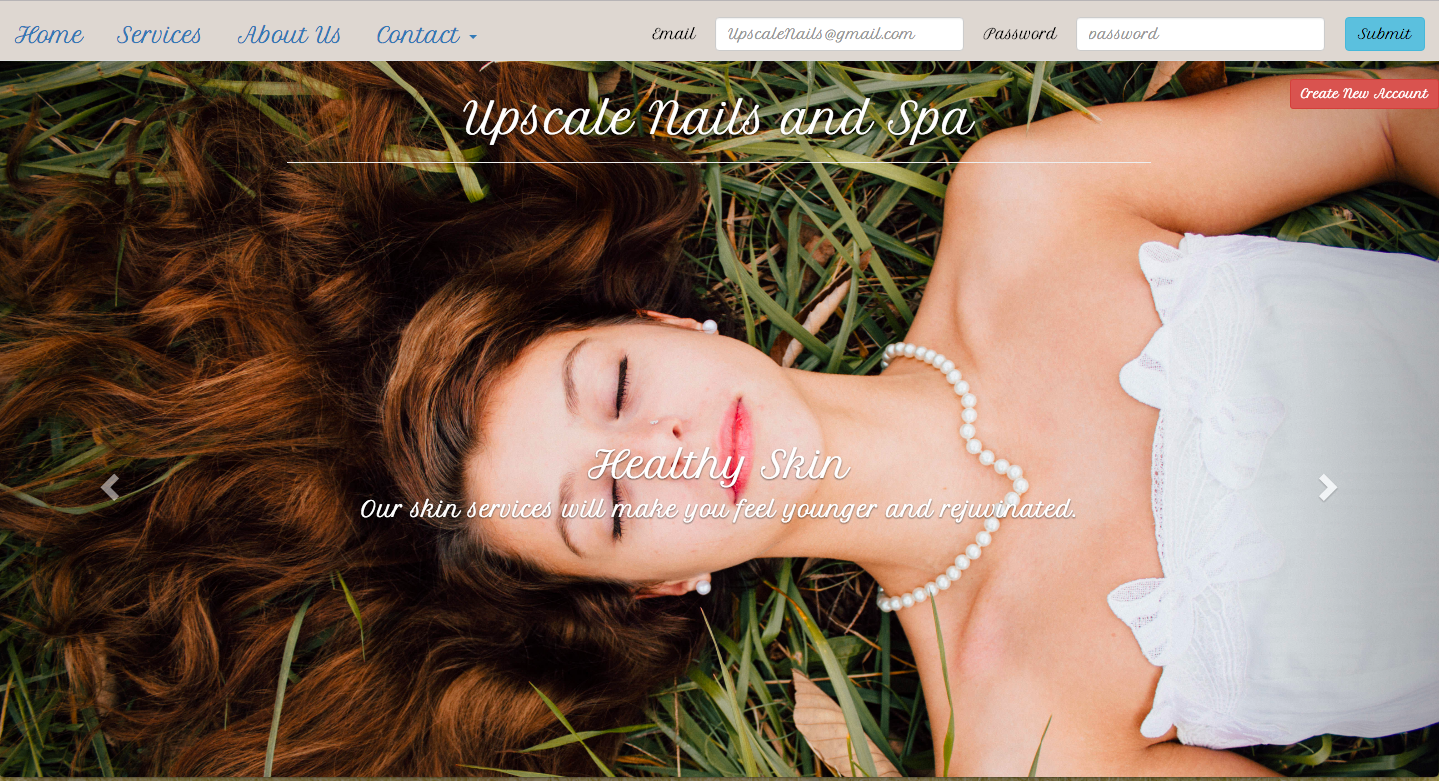 Home Services About Us Contact Email UpscaleNails@gmail.com Password password Submit
Create New Account
Upscale Nails and Spa
Healthy Skin
Our skin services will make you feel younger and rejuvinated.